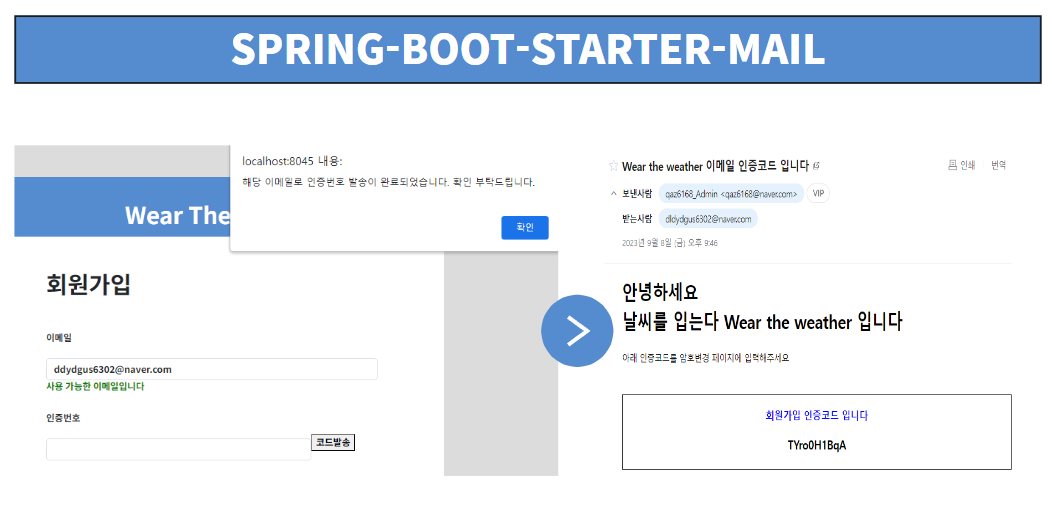 SPRING-BOOT-STARTER-MAIL
localhost:8045 내용:
해당 이메일로 인증번호 발송이 완료되었습니다. 확인 부탁드립니다.
확인
Wear The
회원가입
이메일
ddydgus6302@naver.com
사용 가능한 이메일입니다
인증번호
코드발송
Wear the weather 이메일 인증코드 입니다
인쇄 번역
보낸사람 qaz6168_Admin <qaz6168@naver.com> VIP
받는사람 dldydgus6302@naver.com
2023년 9월 8일 (금) 오후 9:46
안녕하세요
날씨를 입는다 Wear the weather 입니다
아래 인증코드를 암호변경 페이지에 입력해주세요
회원가입 인증코드 입니다
TYro0H1BqA